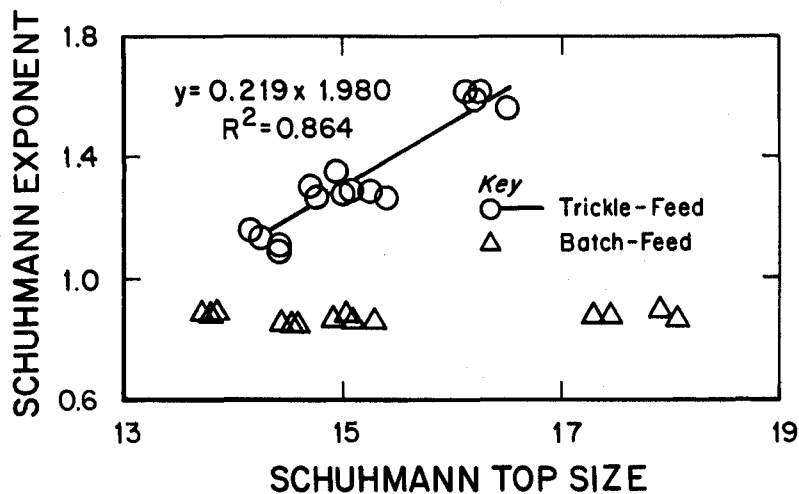 SCHUHMANN EXPONENT
1.8
1.4
1.0
0.6
y= 0.219 x 1.980
R²=0.864
Key
Trickle-Feed
Batch-Feed
13
15
17
19
SCHUHMANN TOP SIZE